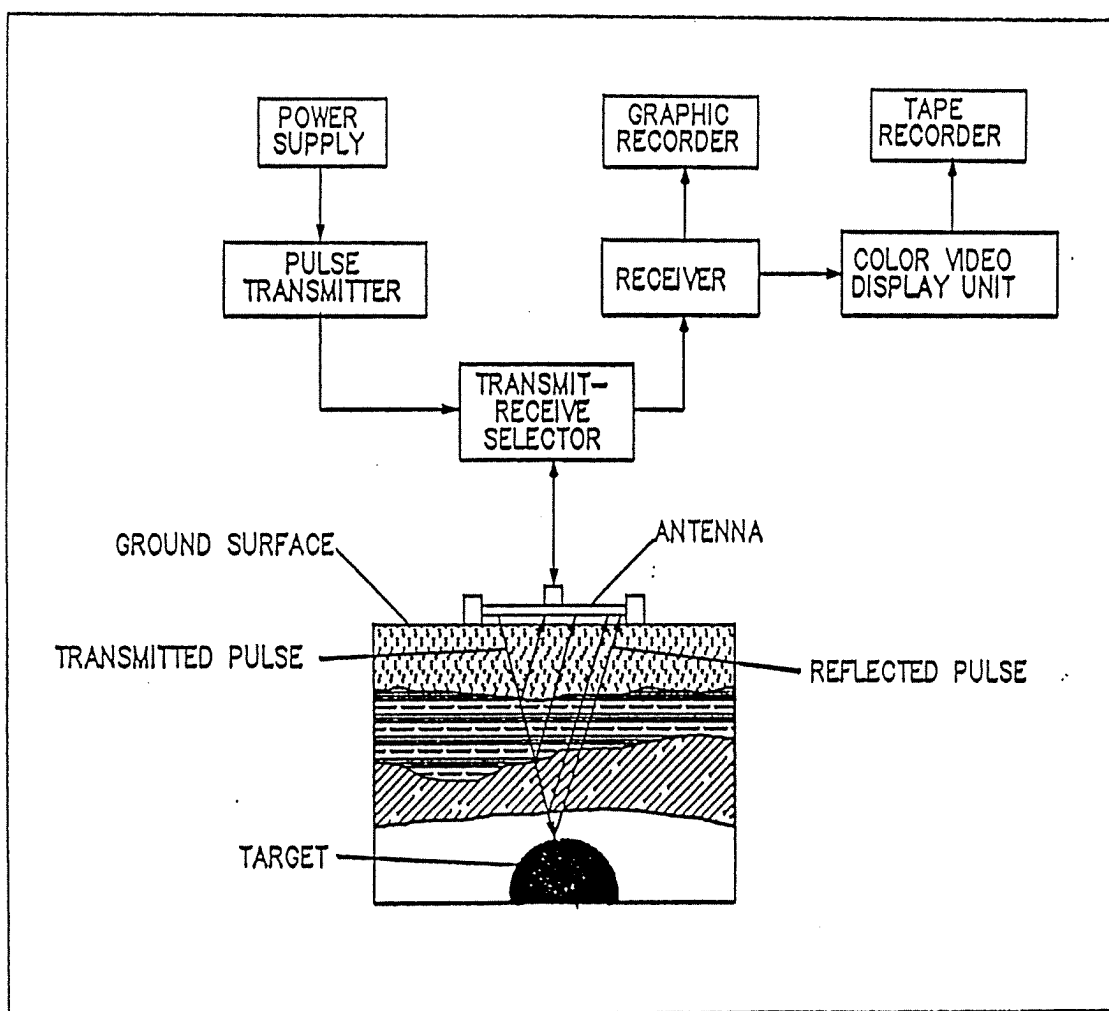 POWER
SUPPLY
GRAPHIC
RECORDER
TAPE
RECORDER
PULSE
TRANSMITTER
RECEIVER
COLOR VIDEO
DISPLAY UNIT
TRANSMIT-
RECEIVE
SELECTOR
GROUND SURFACE
ANTENNA
TRANSMITTED PULSE
REFLECTED PULSE
TARGET